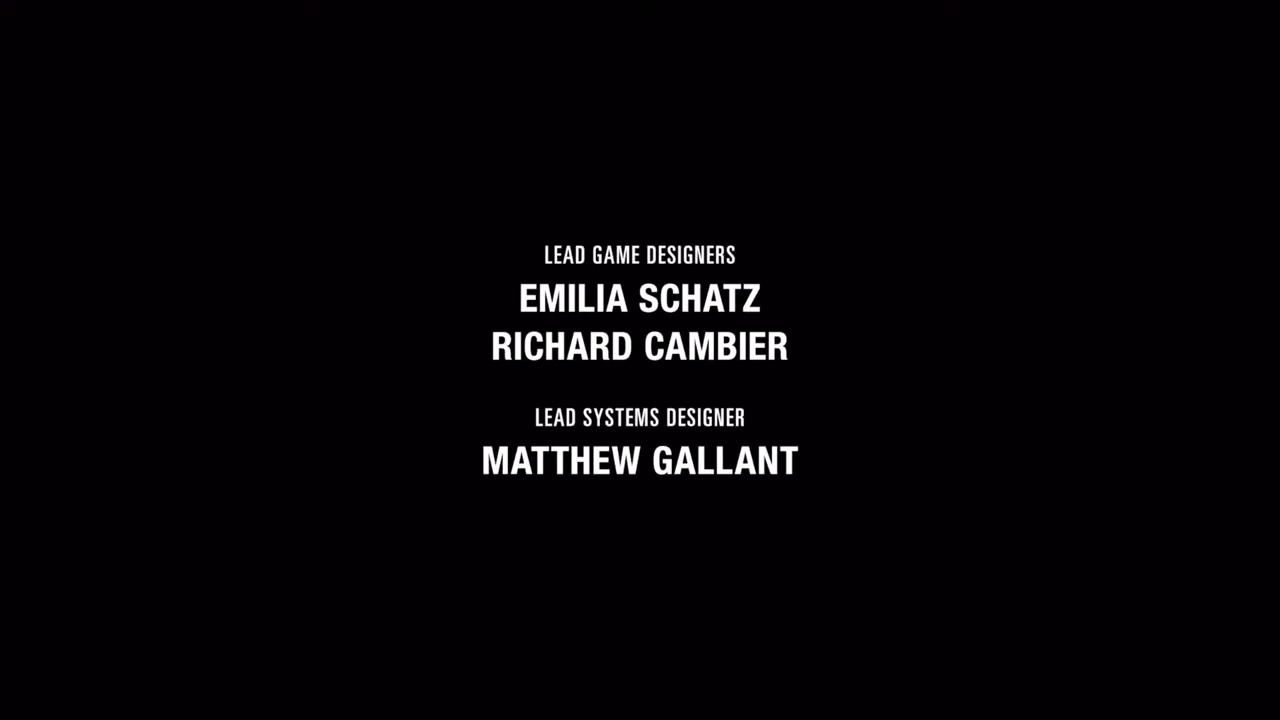 LEAD GAME DESIGNERS
EMILIA SCHATZ
RICHARD CAMBIER
LEAD SYSTEMS DESIGNER
MATTHEW GALLANT